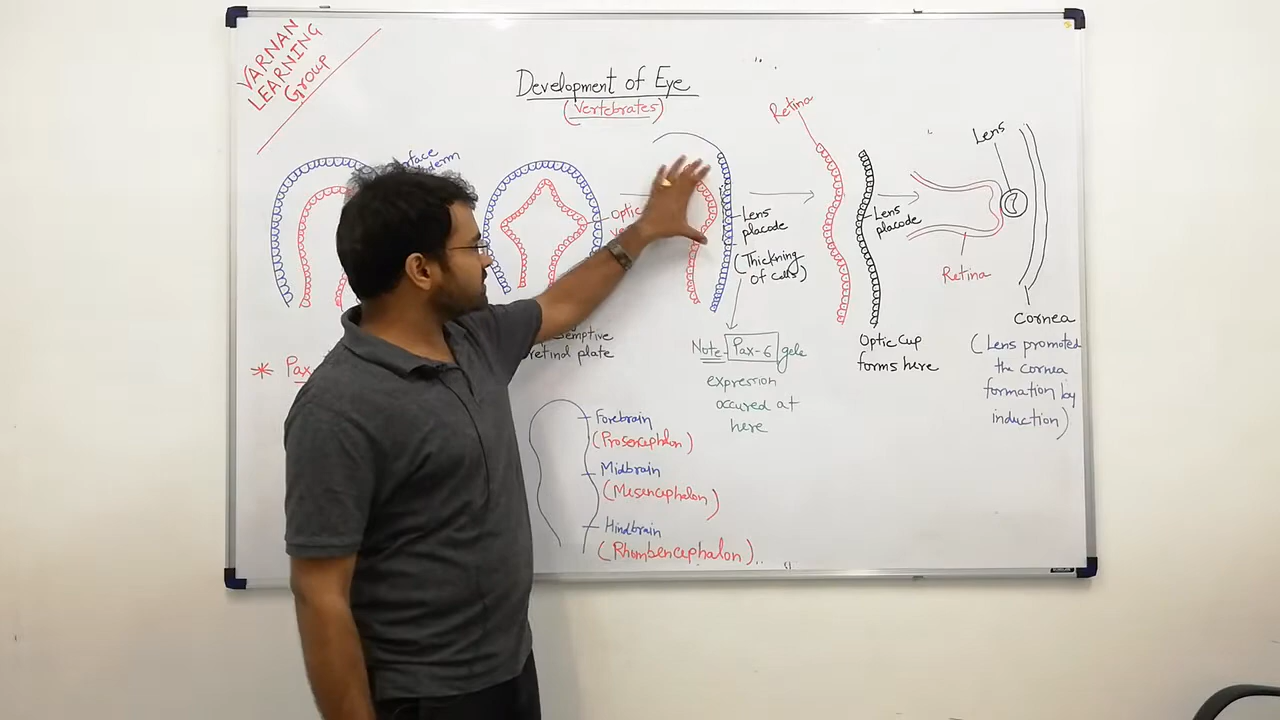 VARNAN
LEARNING
Group
Development of Eye
(Vertebrates)
Retina
Lens
Lens
placode
(Thickning
of cells)
Lens
placode
Retina
Cornea
(Lens promoted
the cornea
formation by
induction)
Optic Cup
forms here
retinal plate
* Pax
Note Pax-6 gene
expression
occured at
here
Forebrain
(Prosencephalon)
Midbrain
(Mesencephalon)
Hindbrain
(Rhombencephalon)